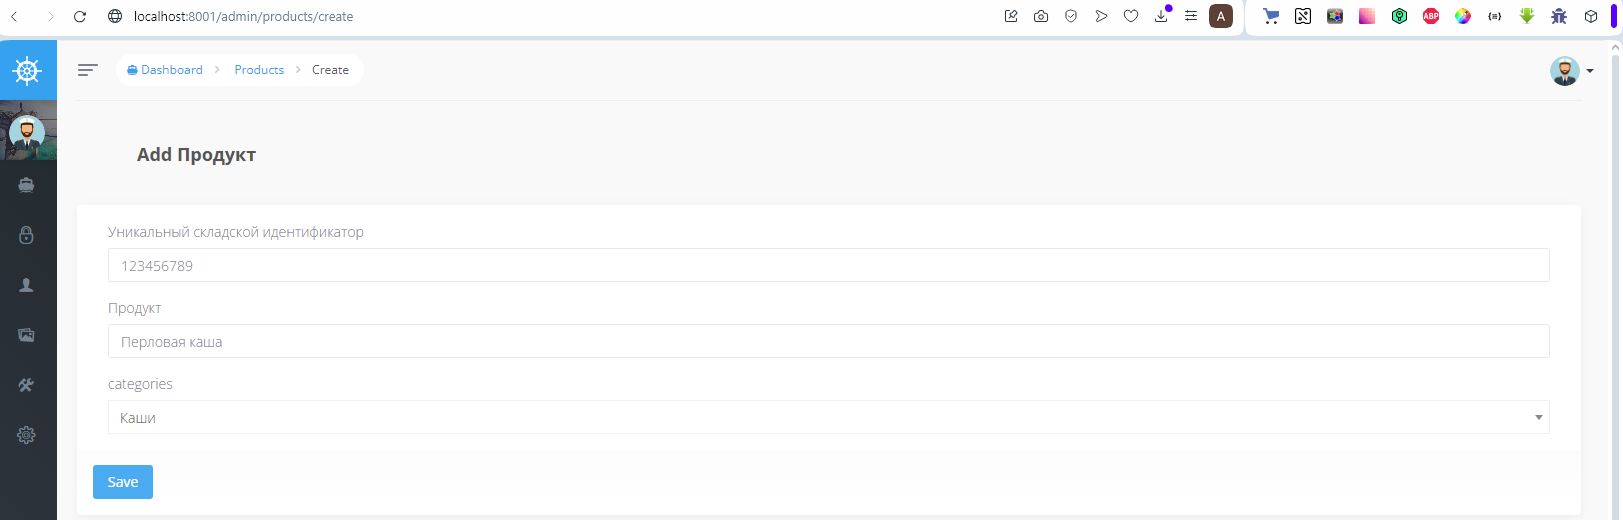 localhost:8001/admin/products/create
A
ABP
Dashboard > Products > Create
Add Продукт
Уникальный складской идентификатор
123456789
Продукт
Перловая каша
categories
Каши
Save